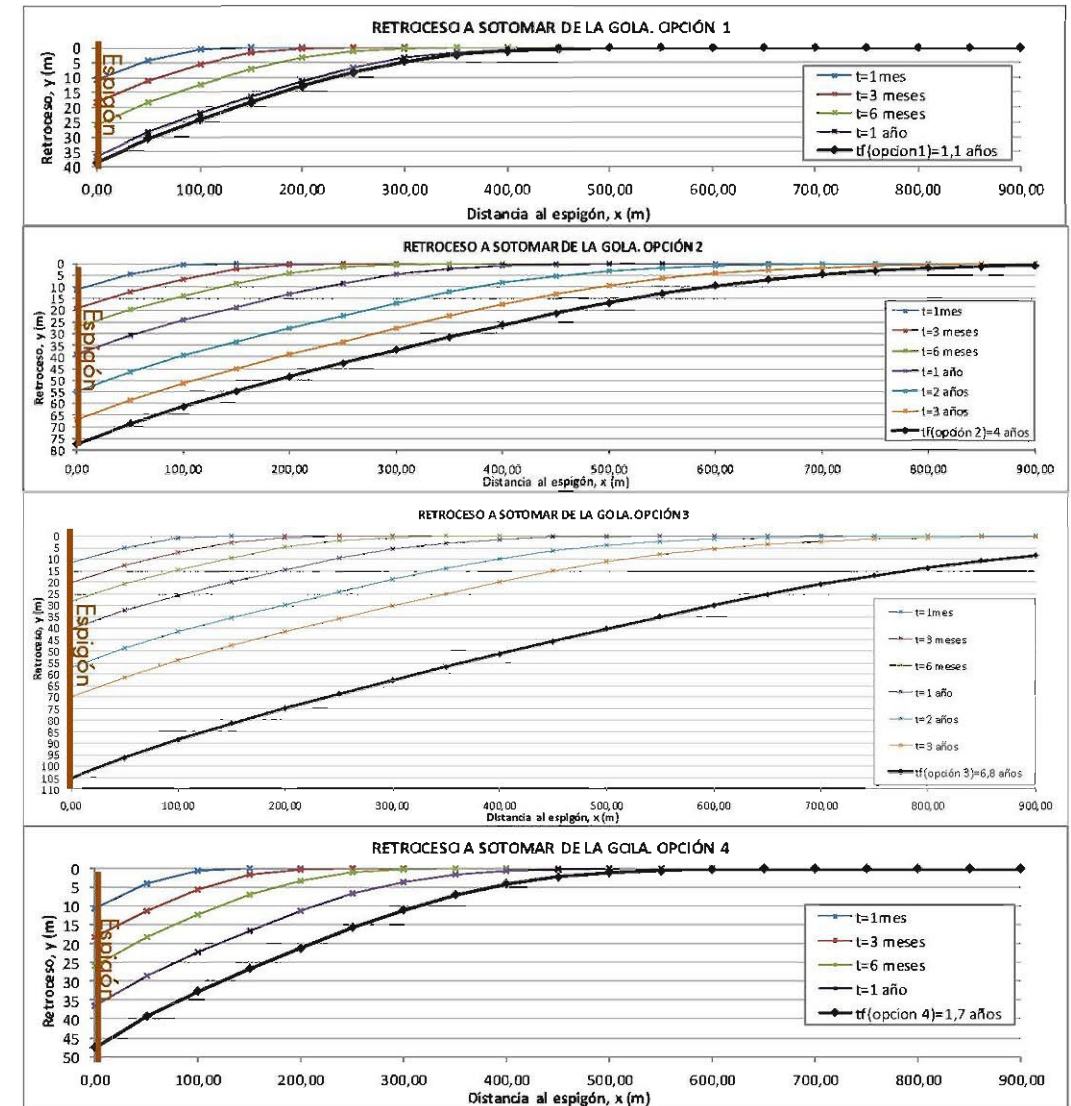 RETROCESO A SOTOMAR DE LA GOLA. OPCIÓN 1
Retroceso, y (m)
0
5
10
15
20
25
30
35
40
Espigón
t=1mes
t=3 meses
t=6 meses
t=1 año
tf(opcion1)=1,1 años
0,00 100,00 200,00 300,00 400,00 500,00 600,00 700,00 800,00 900,00
Distancia al espigón, x (m)
RETROCESO A SOTOMAR DE LA GOLA. OPCIÓN 2
Retroceso, y (m)
0
5
10
15
20
25
30
35
40
45
50
55
60
65
70
75
80
Espigón
t=1mes
t=3 meses
t=6 meses
t=1 año
t=2 años
t=3 años
tf(opción 2)=4 años
0,00 100,00 200,00 300,00 400,00 500,00 600,00 700,00 800,00 900,00
Distancia al espigón, x (m)
RETROCESO A SOTOMAR DE LA GOLA. OPCIÓN 3
Retroceso, y (m)
0
5
10
15
20
25
30
35
40
45
50
55
60
65
70
75
80
85
90
95
100
105
110
Espigón
t=1mes
t=3 meses
t=6 meses
t=1 año
t=2 años
t=3 años
tf(opción 3)=6,8 años
0,00 100,00 200,00 300,00 400,00 500,00 600,00 700,00 800,00 900,00
Distancia al espigón, x (m)
RETROCESO A SOTOMAR DE LA GOLA. OPCIÓN 4
Retroceso, y (m)
0
5
10
15
20
25
30
35
40
45
50
Espigón
t=1mes
t=3 meses
t=6 meses
t=1 año
tf(opcion 4)=1,7 años
0,00 100,00 200,00 300,00 400,00 500,00 600,00 700,00 800,00 900,00
Distancia al espigón, x (m)